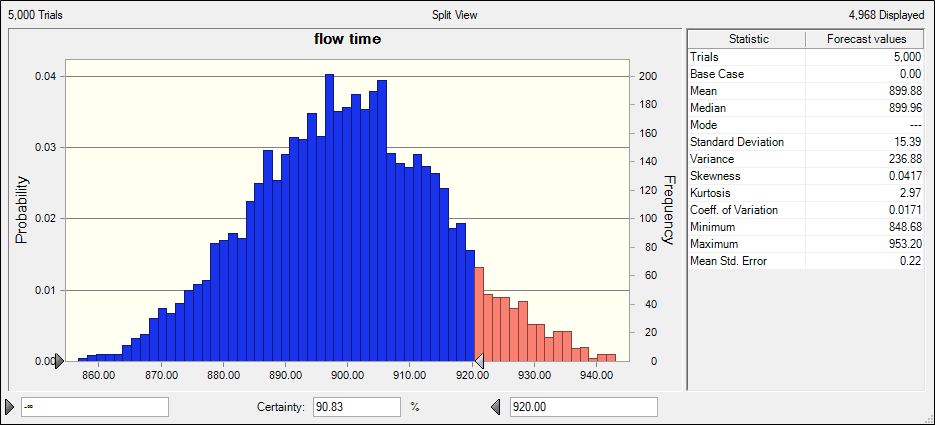 5,000 Trials Split View 4,968 Displayed
flow time
Probability
0.04
0.03
0.02
0.01
0.00
860.00 870.00 880.00 890.00 900.00 910.00 920.00 930.00 940.00
200
180
160
140
120
100
80
60
40
20
0
Frequency
Statistic Forecast values
Trials 5,000
Base Case 0.00
Mean 899.88
Median 899.96
Mode ---
Standard Deviation 15.39
Variance 236.88
Skewness 0.0417
Kurtosis 2.97
Coeff. of Variation 0.0171
Minimum 848.68
Maximum 953.20
Mean Std. Error 0.22
-∞ Certainty: 90.83 % 920.00